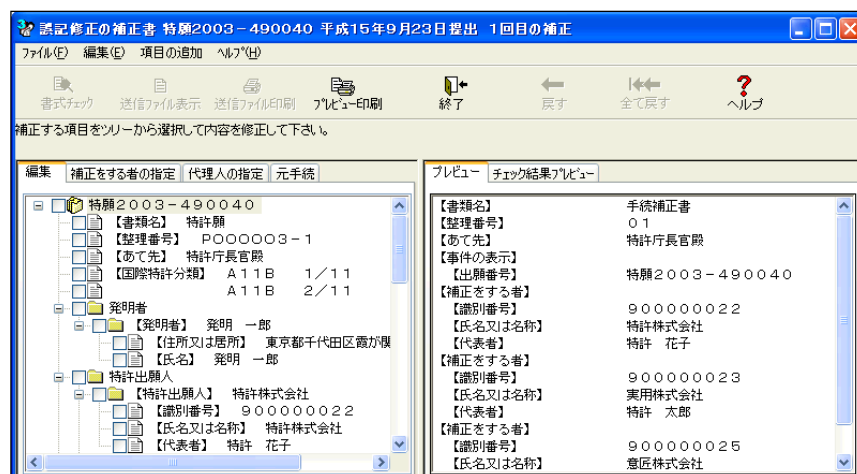 誤記修正の補正書 特願2003-490040 平成15年9月23日提出 1回目の補正
ファイル(F) 編集(E) 項目の追加 ヘルプ(H)
書式チェック 送信ファイル表示 送信ファイル印刷 プレビュー印刷 終了 戻す 全て戻す ヘルプ
補正する項目をツリーから選択して内容を修正して下さい。
編集 補正をする者の指定 代理人の指定 元手続
特願2003-490040
【書類名】 特許願
【整理番号】 P000003-1
【あて先】 特許庁長官殿
【国際特許分類】 A11B 1/11
A11B 2/11
発明者
【発明者】 発明 一郎
【住所又は居所】 東京都千代田区霞が関
【氏名】 発明 一郎
特許出願人
【特許出願人】 特許株式会社
【識別番号】 900000022
【氏名又は名称】 特許株式会社
【代表者】 特許 花子
プレビュー チェック結果プレビュー
【書類名】 手続補正書
【整理番号】 01
【あて先】 特許庁長官殿
【事件の表示】
【出願番号】 特願2003-490040
【補正をする者】
【識別番号】 900000022
【氏名又は名称】 特許株式会社
【代表者】 特許 花子
【補正をする者】
【識別番号】 900000023
【氏名又は名称】 実用株式会社
【代表者】 特許 太郎
【補正をする者】
【識別番号】 900000025
【氏名又は名称】 意匠株式会社